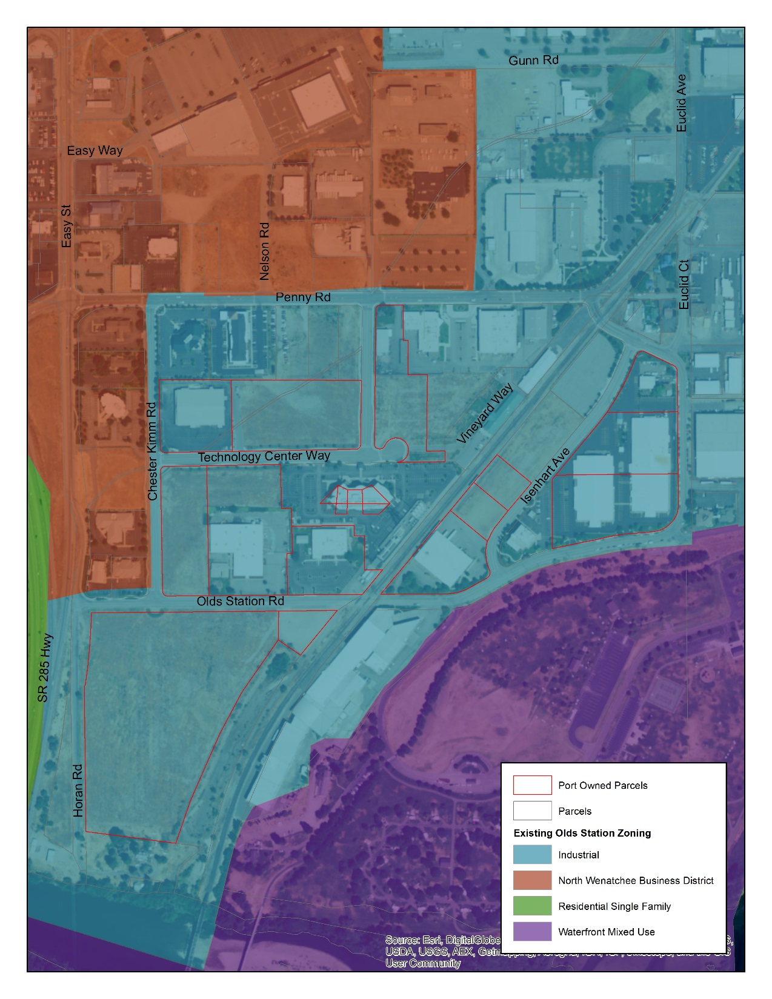 Gunn Rd
Euclid Ave
Easy Way
Easy St
Nelson Rd
Euclid Ct
Penny Rd
Vineyard Way
Chester Kimm Rd
Technology Center Way
Isenhart Ave
Olds Station Rd
SR 285 Hwy
Horan Rd
Port Owned Parcels
Parcels
Existing Olds Station Zoning
Industrial
North Wenatchee Business District
Residential Single Family
Waterfront Mixed Use
Source: Esri, DigitalGlobe
USDA, USGS, AEX,
User Community